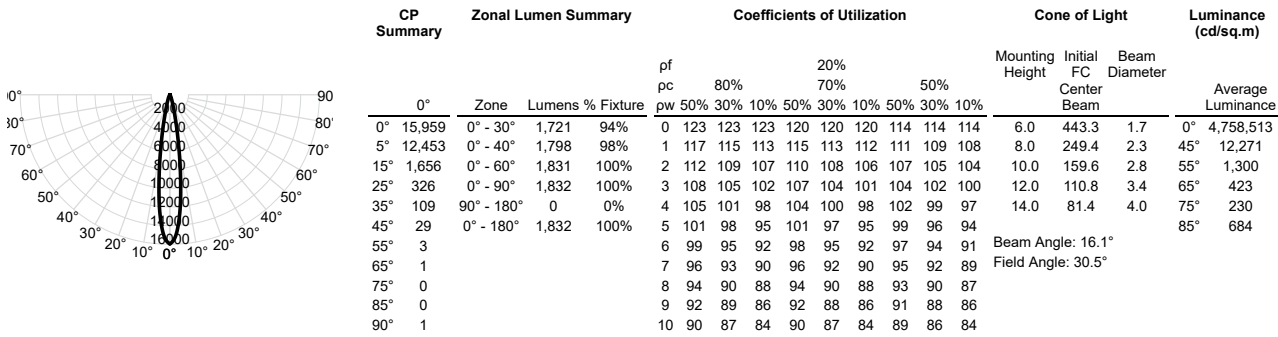 CP Summary Zonal Lumen Summary Coefficients of Utilization Cone of Light Luminance (cd/sq.m)
ρf 20%
ρc 80% 70% 50%
0° Zone Lumens % Fixture ρw 50% 30% 10% 50% 30% 10% 50% 30% 10% Mounting Height Initial FC Center Beam Beam Diameter Average Luminance
0° 15,959 0° - 30° 1,721 94% 0 123 123 123 120 120 120 114 114 114 6.0 443.3 1.7 0° 4,758,513
5° 12,453 0° - 40° 1,798 98% 1 117 115 113 115 113 112 111 109 108 8.0 249.4 2.3 45° 12,271
15° 1,656 0° - 60° 1,831 100% 2 112 109 107 110 108 106 107 105 104 10.0 159.6 2.8 55° 1,300
25° 326 0° - 90° 1,832 100% 3 108 105 102 107 104 101 104 102 100 12.0 110.8 3.4 65° 423
35° 109 90° - 180° 0 0% 4 105 101 98 104 100 98 102 99 97 14.0 81.4 4.0 75° 230
45° 29 0° - 180° 1,832 100% 5 101 98 95 101 97 95 99 96 94 85° 684
55° 3 6 99 95 92 98 95 92 97 94 91 Beam Angle: 16.1°
65° 1 7 96 93 90 96 92 90 95 92 89 Field Angle: 30.5°
75° 0 8 94 90 88 94 90 88 93 90 87
85° 0 9 92 89 86 92 88 86 91 88 86
90° 1 10 90 87 84 90 87 84 89 86 84
0° 2000 90
80° 4000 80°
70° 6000 70°
60° 8000 60°
50° 10000 50°
40° 12000 40°
30° 14000 30°
20° 10° 16000 10° 20°
0°